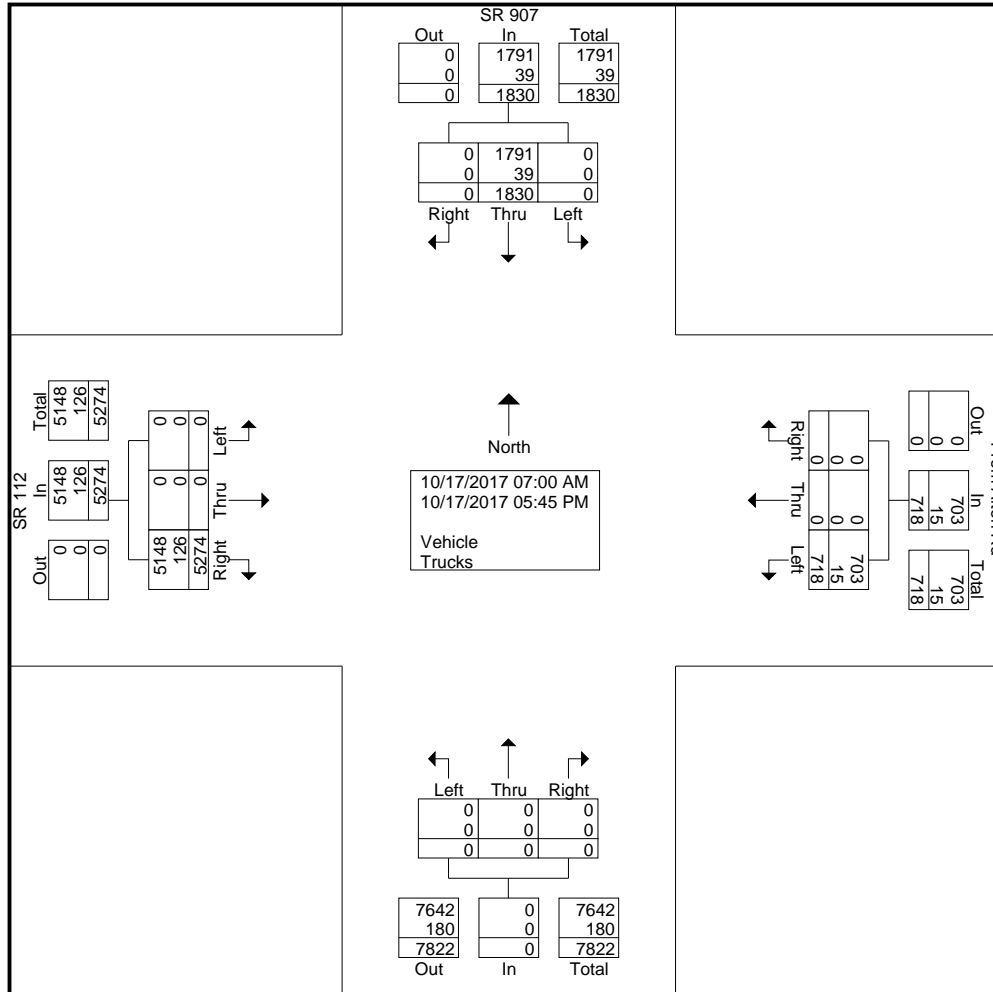 SR 907
Out In Total
0 1791 1791
0 39 39
0 1830 1830
0 1791 0
0 39 0
0 1830 0
Right Thru Left
SR 112
Total In Out
5148 5148 0
126 126 0
5274 5274 0
Left Thru Right
0 0 5148
0 0 126
0 0 5274
North
10/17/2017 07:00 AM
10/17/2017 05:45 PM
Vehicle
Trucks
Right Thru Left
0 0 703
0 0 15
0 0 718
Out In Total
0 703 703
0 15 15
0 718 718
Left Thru Right
0 0 0
0 0 0
0 0 0
7642 0 7642
180 0 180
7822 0 7822
Out In Total